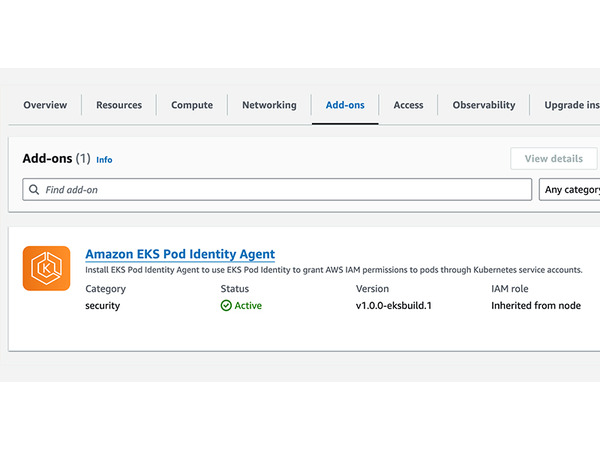 Overview Resources Compute Networking Add-ons Access Observability Upgrade ins
Add-ons (1) Info View details
Find add-on Any category
Amazon EKS Pod Identity Agent
Install EKS Pod Identity Agent to use EKS Pod Identity to grant AWS IAM permissions to pods through Kubernetes service accounts.
Category Status Version IAM role
security Active v1.0.0-eksbuild.1 Inherited from node